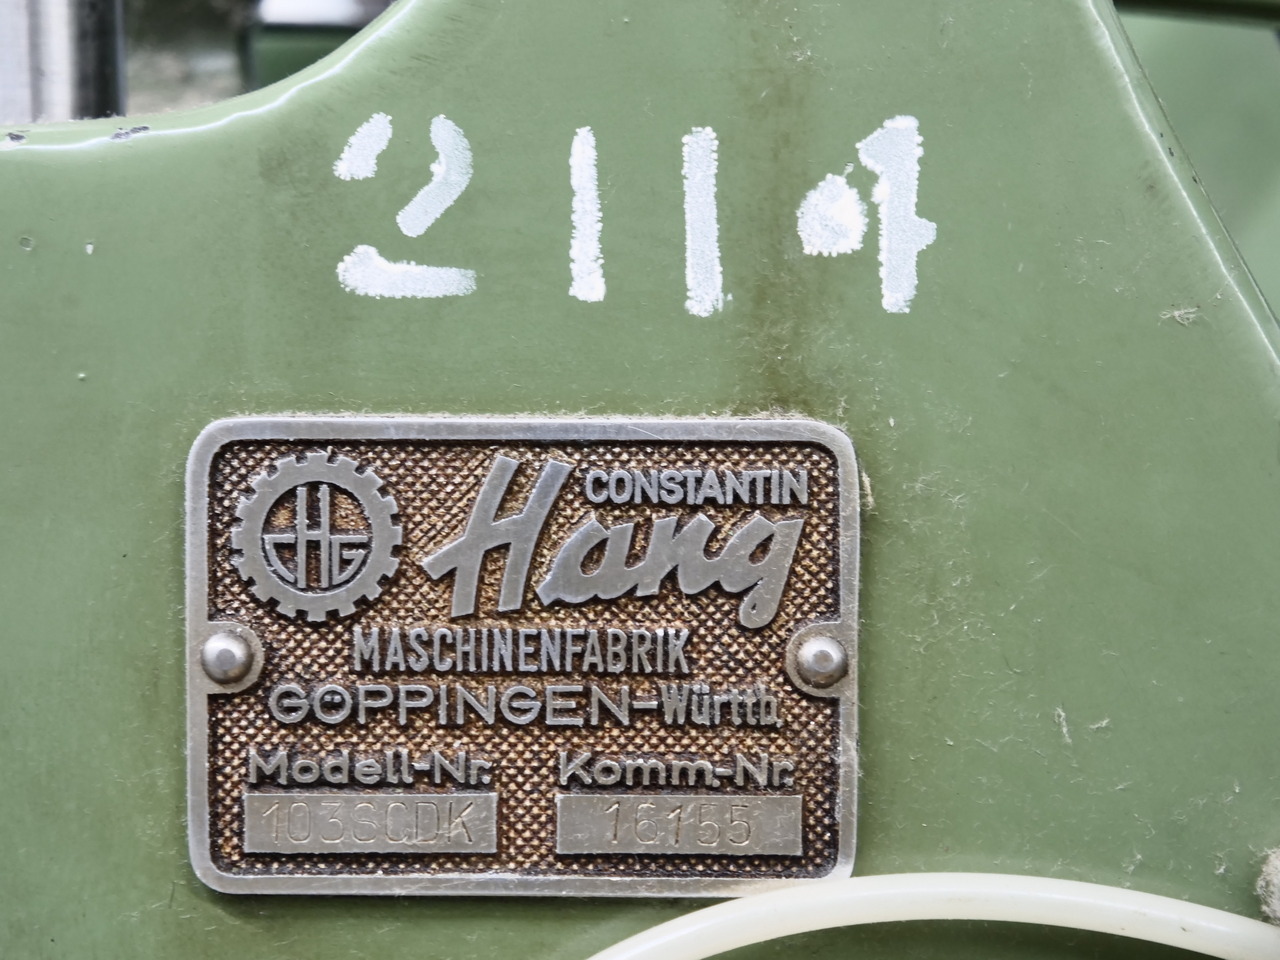 2114
CHG
CONSTANTIN
Hang
MASCHINENFABRIK
GÖPPINGEN-Württb.
Modell-Nr. Komm.-Nr.
103SCDK 16155